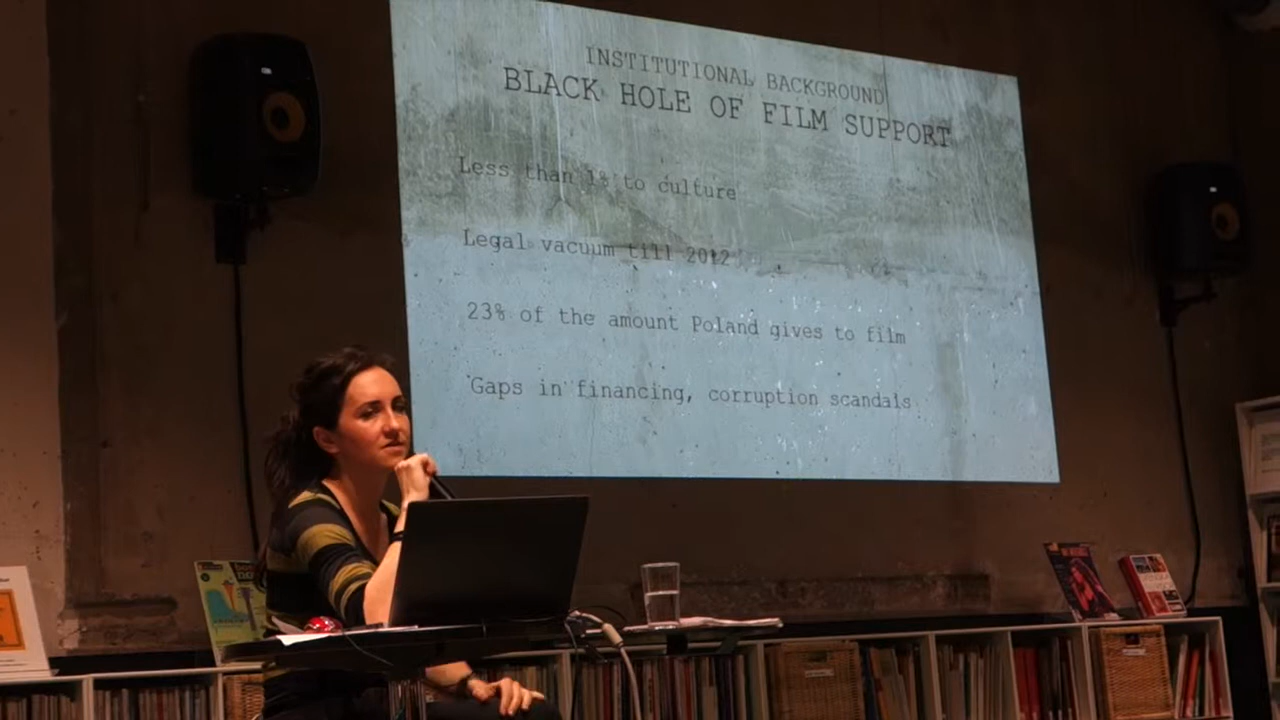 INSTITUTIONAL BACKGROUND
BLACK HOLE OF FILM SUPPORT
Less than 1% to culture
Legal vacuum till 2012
23% of the amount Poland gives to film
Gaps in financing, corruption scandals